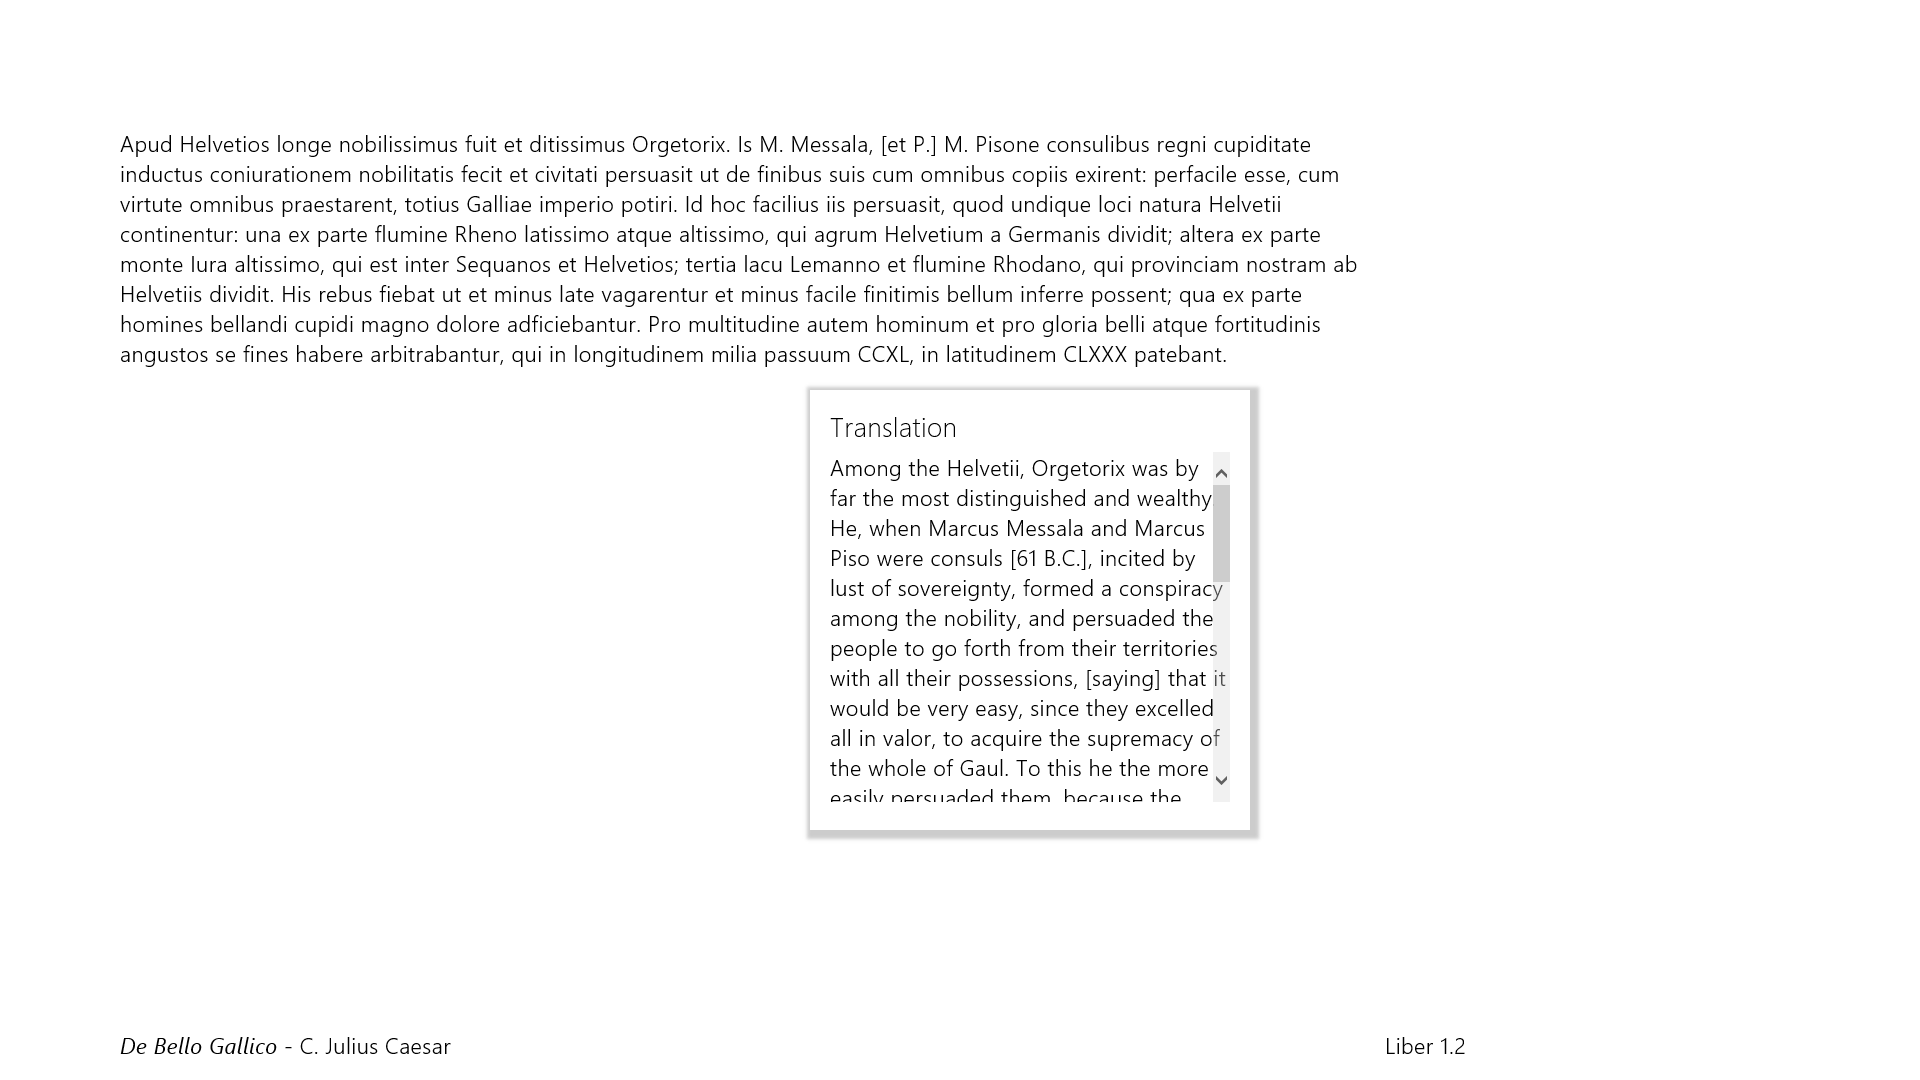 Apud Helvetios longe nobilissimus fuit et ditissimus Orgetorix. Is M. Messala, [et P.] M. Pisone consulibus regni cupiditate
inductus coniurationem nobilitatis fecit et civitati persuasit ut de finibus suis cum omnibus copiis exirent: perfacile esse, cum
virtute omnibus praestarent, totius Galliae imperio potiri. Id hoc facilius iis persuasit, quod undique loci natura Helvetii
continentur: una ex parte flumine Rheno latissimo atque altissimo, qui agrum Helvetium a Germanis dividit; altera ex parte
monte Iura altissimo, qui est inter Sequanos et Helvetios; tertia lacu Lemanno et flumine Rhodano, qui provinciam nostram ab
Helvetiis dividit. His rebus fiebat ut et minus late vagarentur et minus facile finitimis bellum inferre possent; qua ex parte
homines bellandi cupidi magno dolore adficiebantur. Pro multitudine autem hominum et pro gloria belli atque fortitudinis
angustos se fines habere arbitrabantur, qui in longitudinem milia passuum CCXL, in latitudinem CLXXX patebant.
Translation
Among the Helvetii, Orgetorix was by
far the most distinguished and wealthy
He, when Marcus Messala and Marcus
Piso were consuls [61 B.C.], incited by
lust of sovereignty, formed a conspiracy
among the nobility, and persuaded the
people to go forth from their territories
with all their possessions, [saying] that it
would be very easy, since they excelled
all in valor, to acquire the supremacy of
the whole of Gaul. To this he the more
easily persuaded them, because the
De Bello Gallico - C. Julius Caesar
Liber 1.2